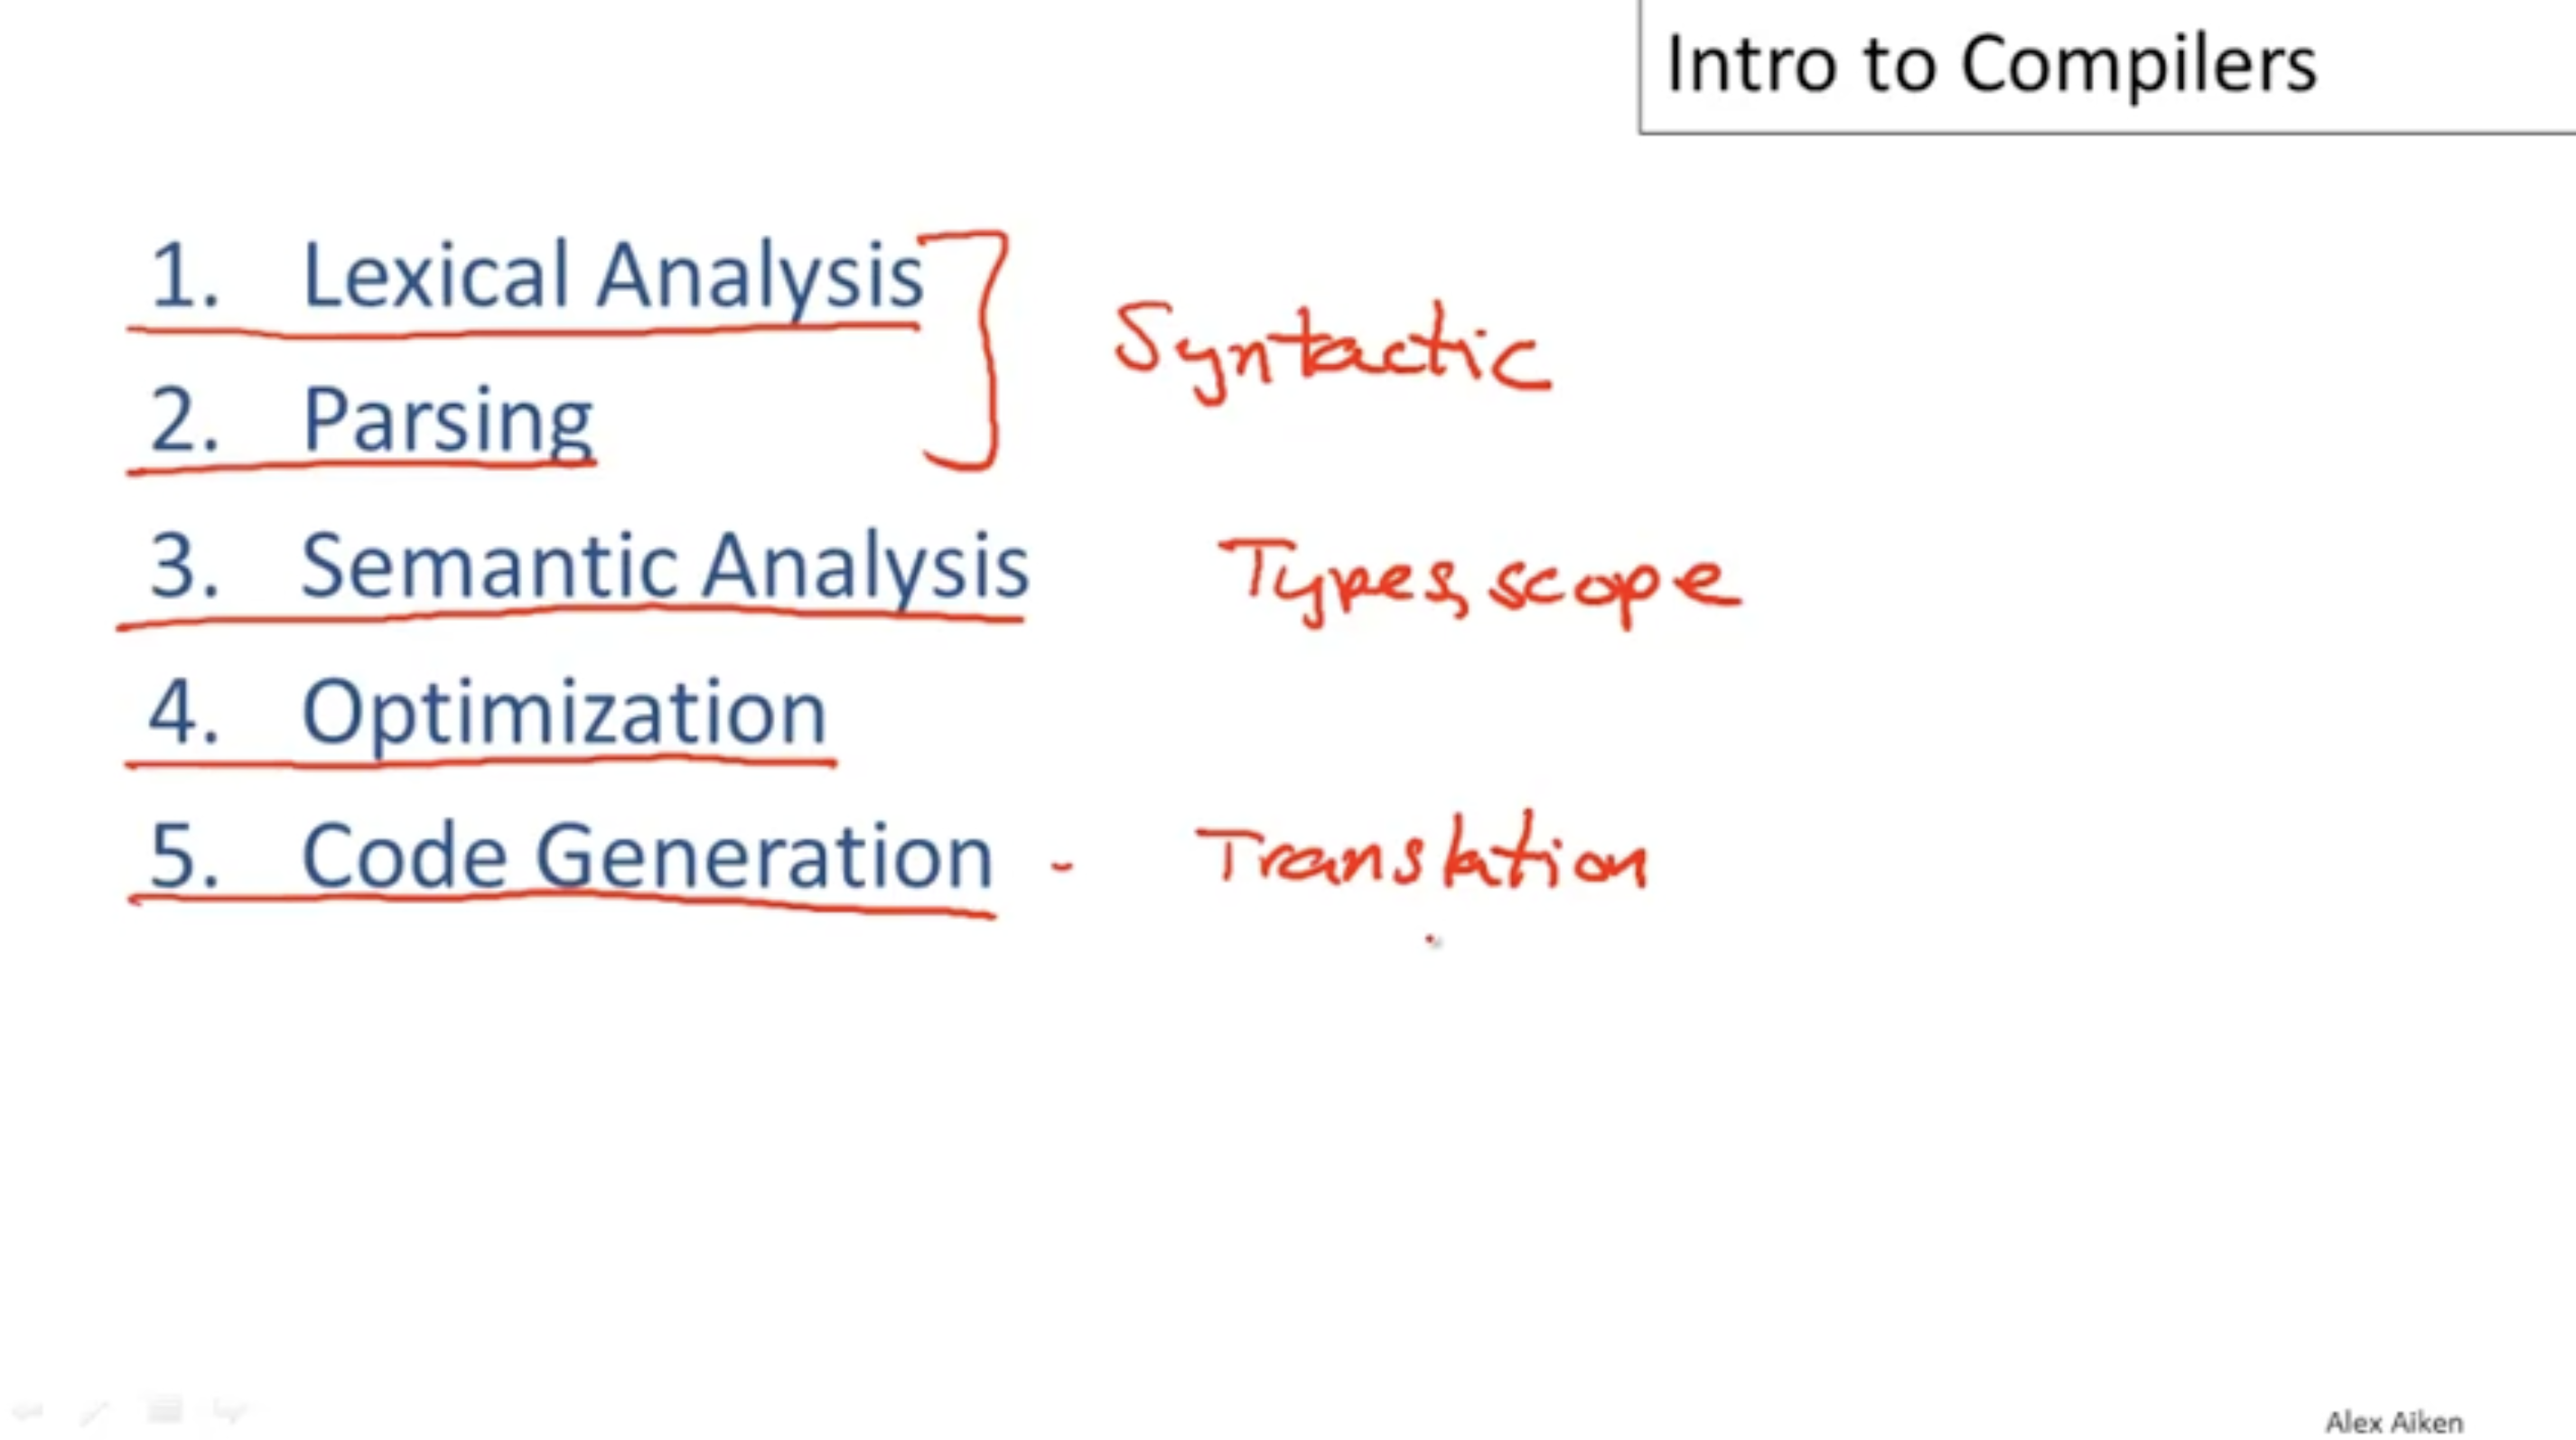 Intro to Compilers
1. Lexical Analysis
Syntactic
2. Parsing
3. Semantic Analysis Types, scope
4. Optimization
5. Code Generation - Translation
Alex Aiken